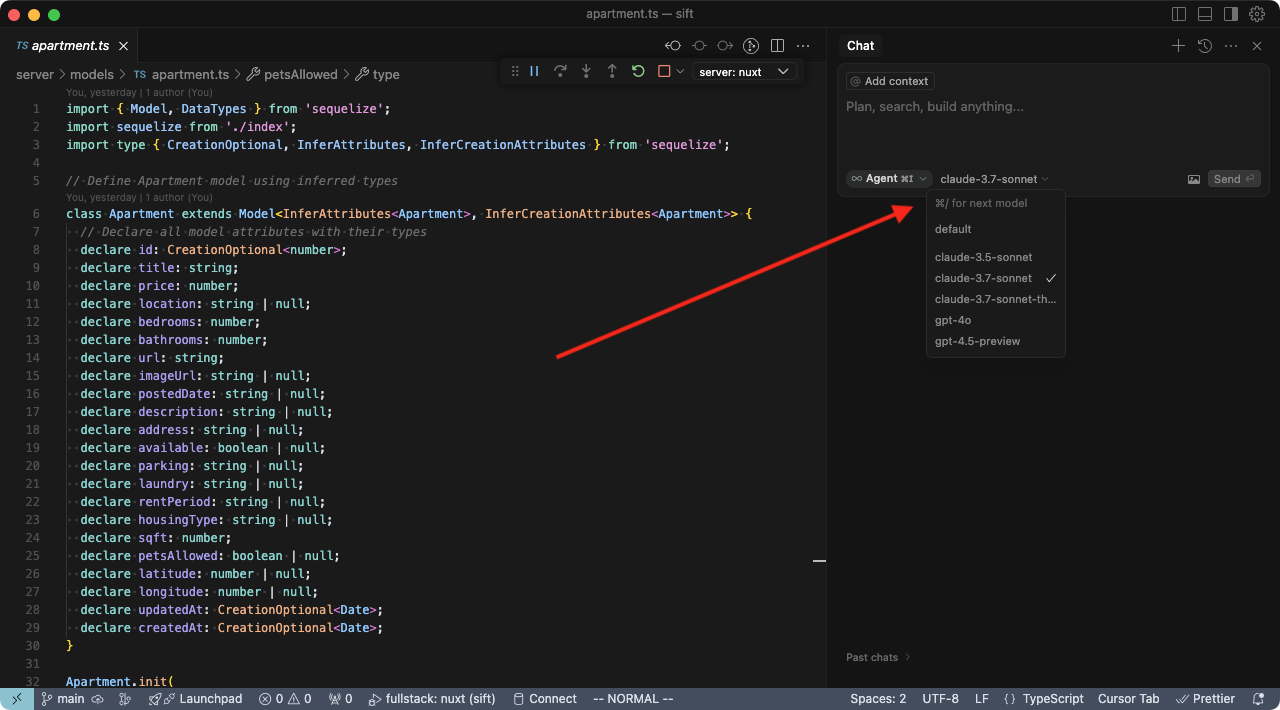 apartment.ts — sift
TS apartment.ts
server > models > TS apartment.ts > petsAllowed > type
server: nuxt
You, yesterday | 1 author (You)
1 import { Model, DataTypes } from 'sequelize';
2 import sequelize from './index';
3 import type { CreationOptional, InferAttributes, InferCreationAttributes } from 'sequelize';
4
5 // Define Apartment model using inferred types
You, yesterday | 1 author (You)
6 class Apartment extends Model<InferAttributes<Apartment>, InferCreationAttributes<Apartment>> {
7 // Declare all model attributes with their types
8 declare id: CreationOptional<number>;
9 declare title: string;
10 declare price: number;
11 declare location: string | null;
12 declare bedrooms: number;
13 declare bathrooms: number;
14 declare url: string;
15 declare imageUrl: string | null;
16 declare postedDate: string | null;
17 declare description: string | null;
18 declare address: string | null;
19 declare available: boolean | null;
20 declare parking: string | null;
21 declare laundry: string | null;
22 declare rentPeriod: string | null;
23 declare housingType: string | null;
24 declare sqft: number;
25 declare petsAllowed: boolean | null;
26 declare latitude: number | null;
27 declare longitude: number | null;
28 declare updatedAt: CreationOptional<Date>;
29 declare createdAt: CreationOptional<Date>;
30 }
31
32 Apartment.init(
Chat
@ Add context
Plan, search, build anything...
∞ Agent ⌘I claude-3.7-sonnet
Send ⏎
⌘/ for next model
default
claude-3.5-sonnet
claude-3.7-sonnet ✓
claude-3.7-sonnet-th...
gpt-4o
gpt-4.5-preview
Past chats >
main Launchpad 0 0 0 fullstack: nuxt (sift) Connect -- NORMAL -- Spaces: 2 UTF-8 LF {} TypeScript Cursor Tab Prettier